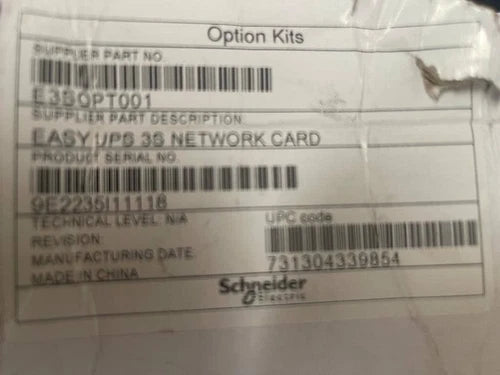 Option Kits
SUPPLIER PART NO.
E3SOPT001
SUPPLIER PART DESCRIPTION.
EASY UPS 3S NETWORK CARD
PRODUCT SERIAL NO.
9E2235I11118
TECHNICAL LEVEL: N/A
UPC code
REVISION:
MANUFACTURING DATE:
731304339854
MADE IN CHINA
Schneider
Electric